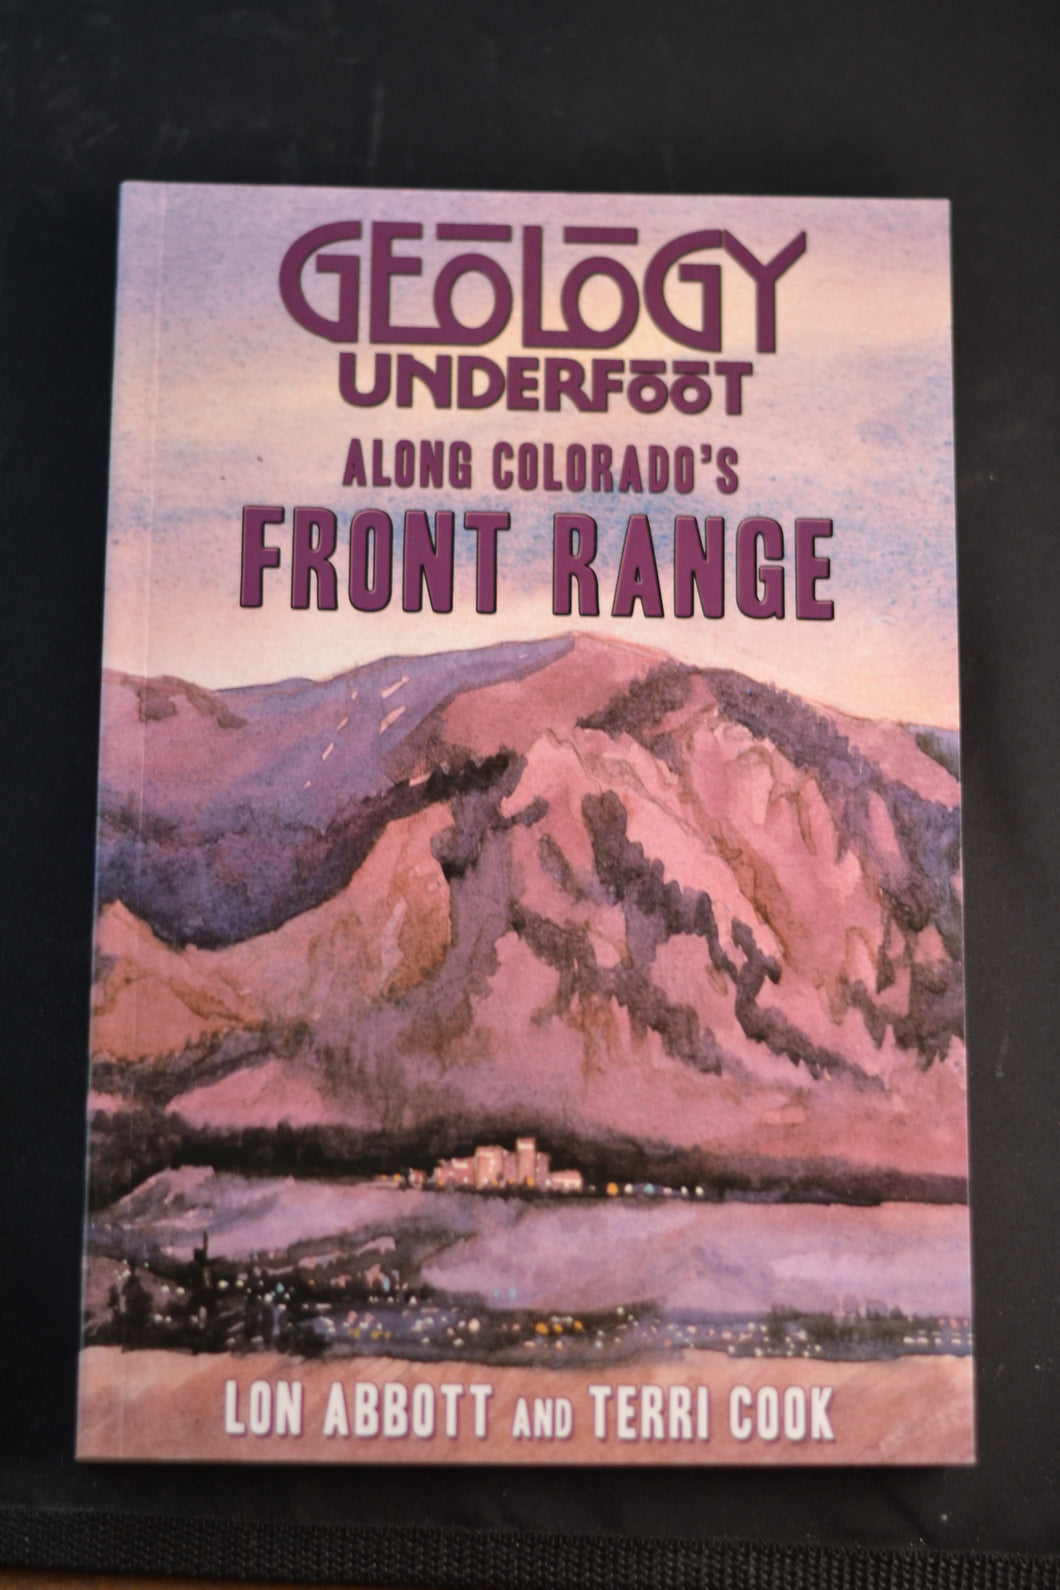 GEOLOGY
UNDERFOOT
ALONG COLORADO'S
FRONT RANGE
LON ABBOTT AND TERRI COOK